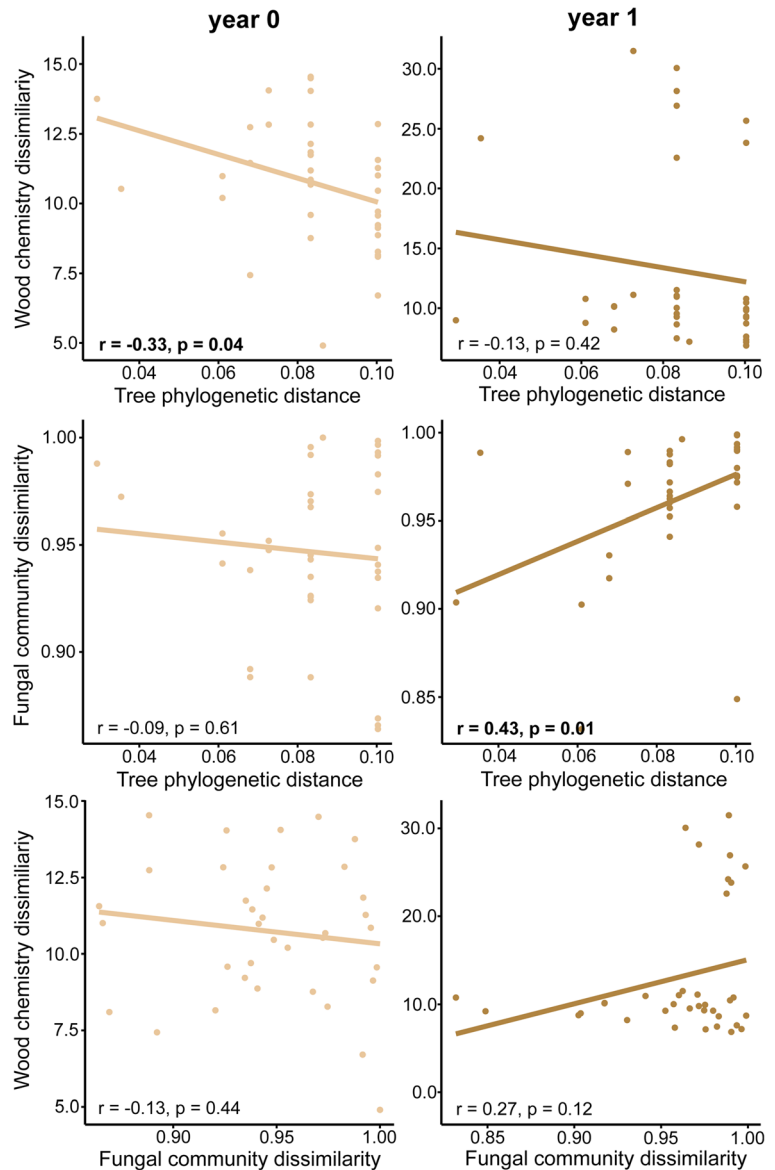 year 0
year 1
Wood chemistry dissimiliariy
15.0
12.5
10.0
7.5
5.0
r = -0.33, p = 0.04
0.04 0.06 0.08 0.10
Tree phylogenetic distance
30.0
25.0
20.0
15.0
10.0
r = -0.13, p = 0.42
0.04 0.06 0.08 0.10
Tree phylogenetic distance
Fungal community dissimilarity
1.00
0.95
0.90
r = -0.09, p = 0.61
0.04 0.06 0.08 0.10
Tree phylogenetic distance
1.00
0.95
0.90
0.85
r = 0.43, p = 0.01
0.04 0.06 0.08 0.10
Tree phylogenetic distance
Wood chemistry dissimiliariy
15.0
12.5
10.0
7.5
5.0
r = -0.13, p = 0.44
0.90 0.95 1.00
Fungal community dissimilarity
30.0
20.0
10.0
0.0
r = 0.27, p = 0.12
0.85 0.90 0.95 1.00
Fungal community dissimilarity